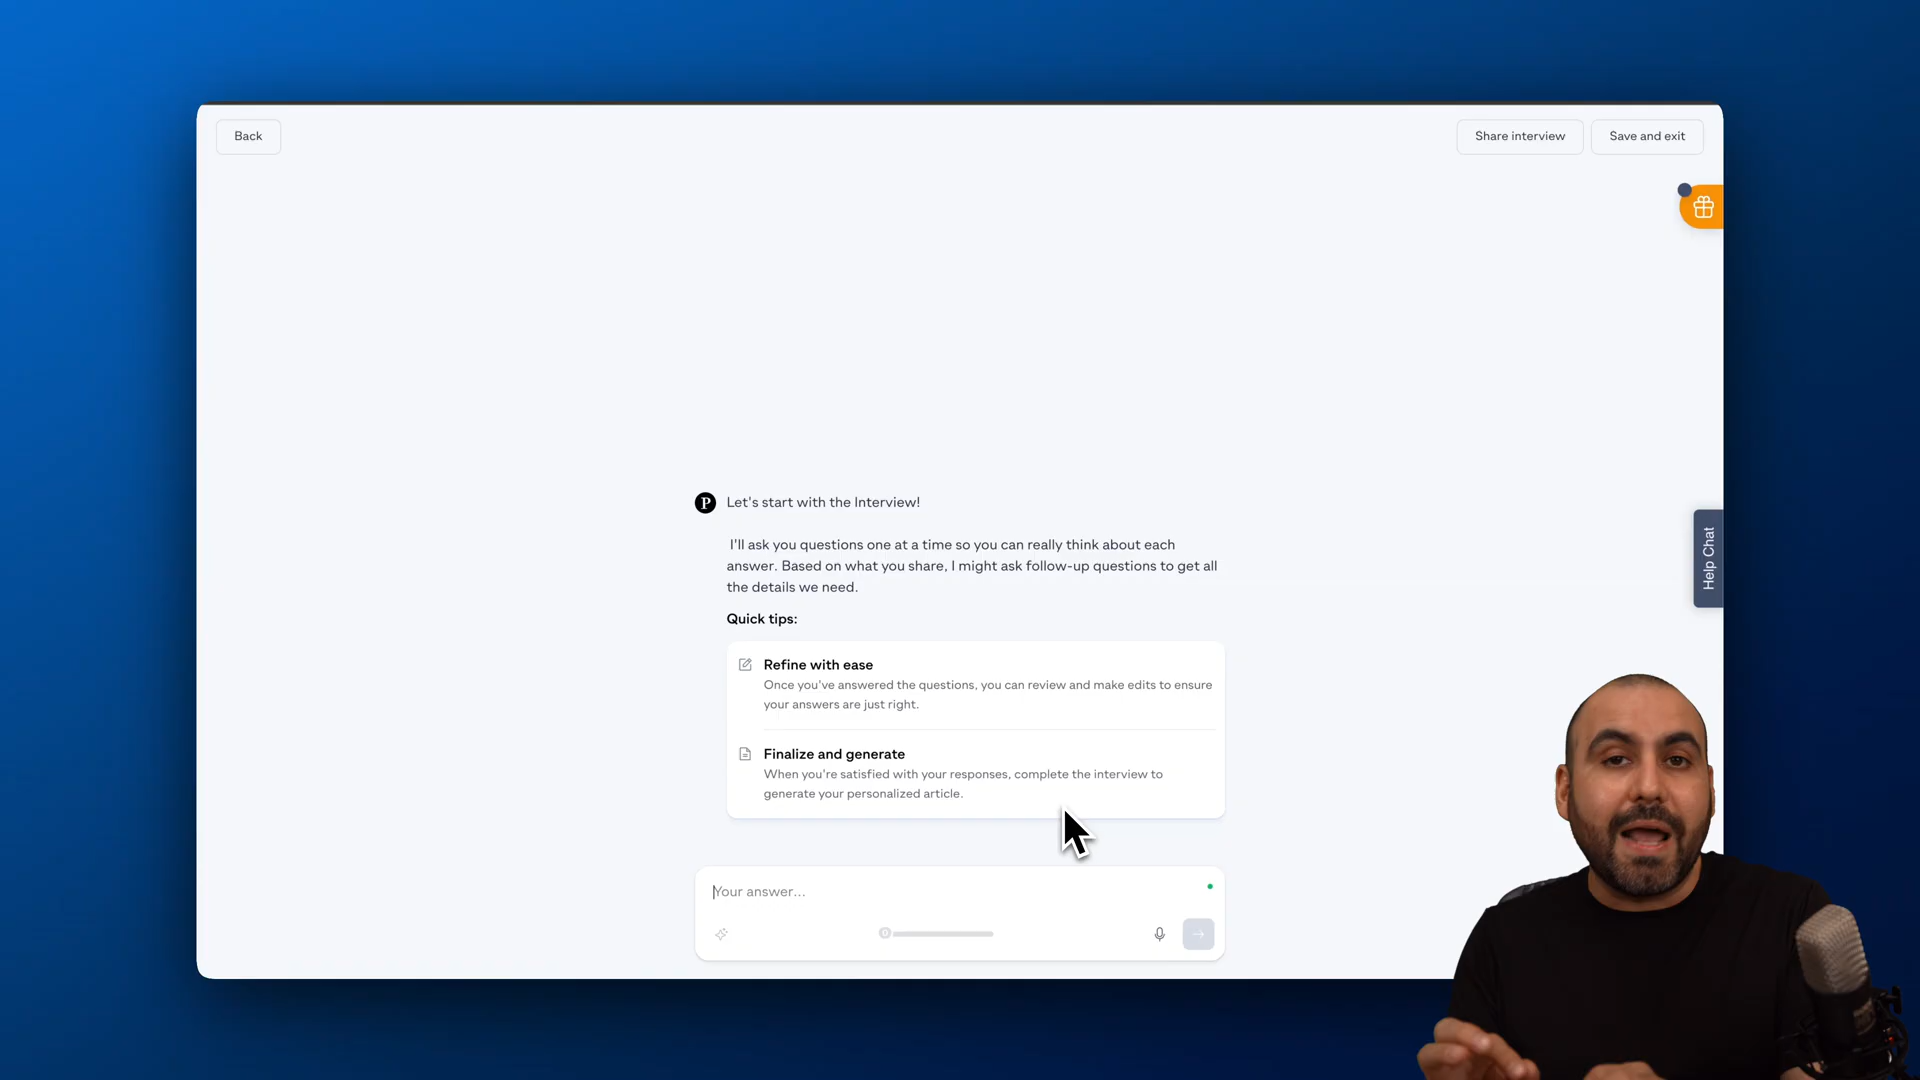 Back
Share interview
Save and exit
P
Let's start with the Interview!
I'll ask you questions one at a time so you can really think about each
answer. Based on what you share, I might ask follow-up questions to get all
the details we need.
Quick tips:
Refine with ease
Once you've answered the questions, you can review and make edits to ensure
your answers are just right.
Finalize and generate
When you're satisfied with your responses, complete the interview to
generate your personalized article.
Help Chat
Your answer...
0